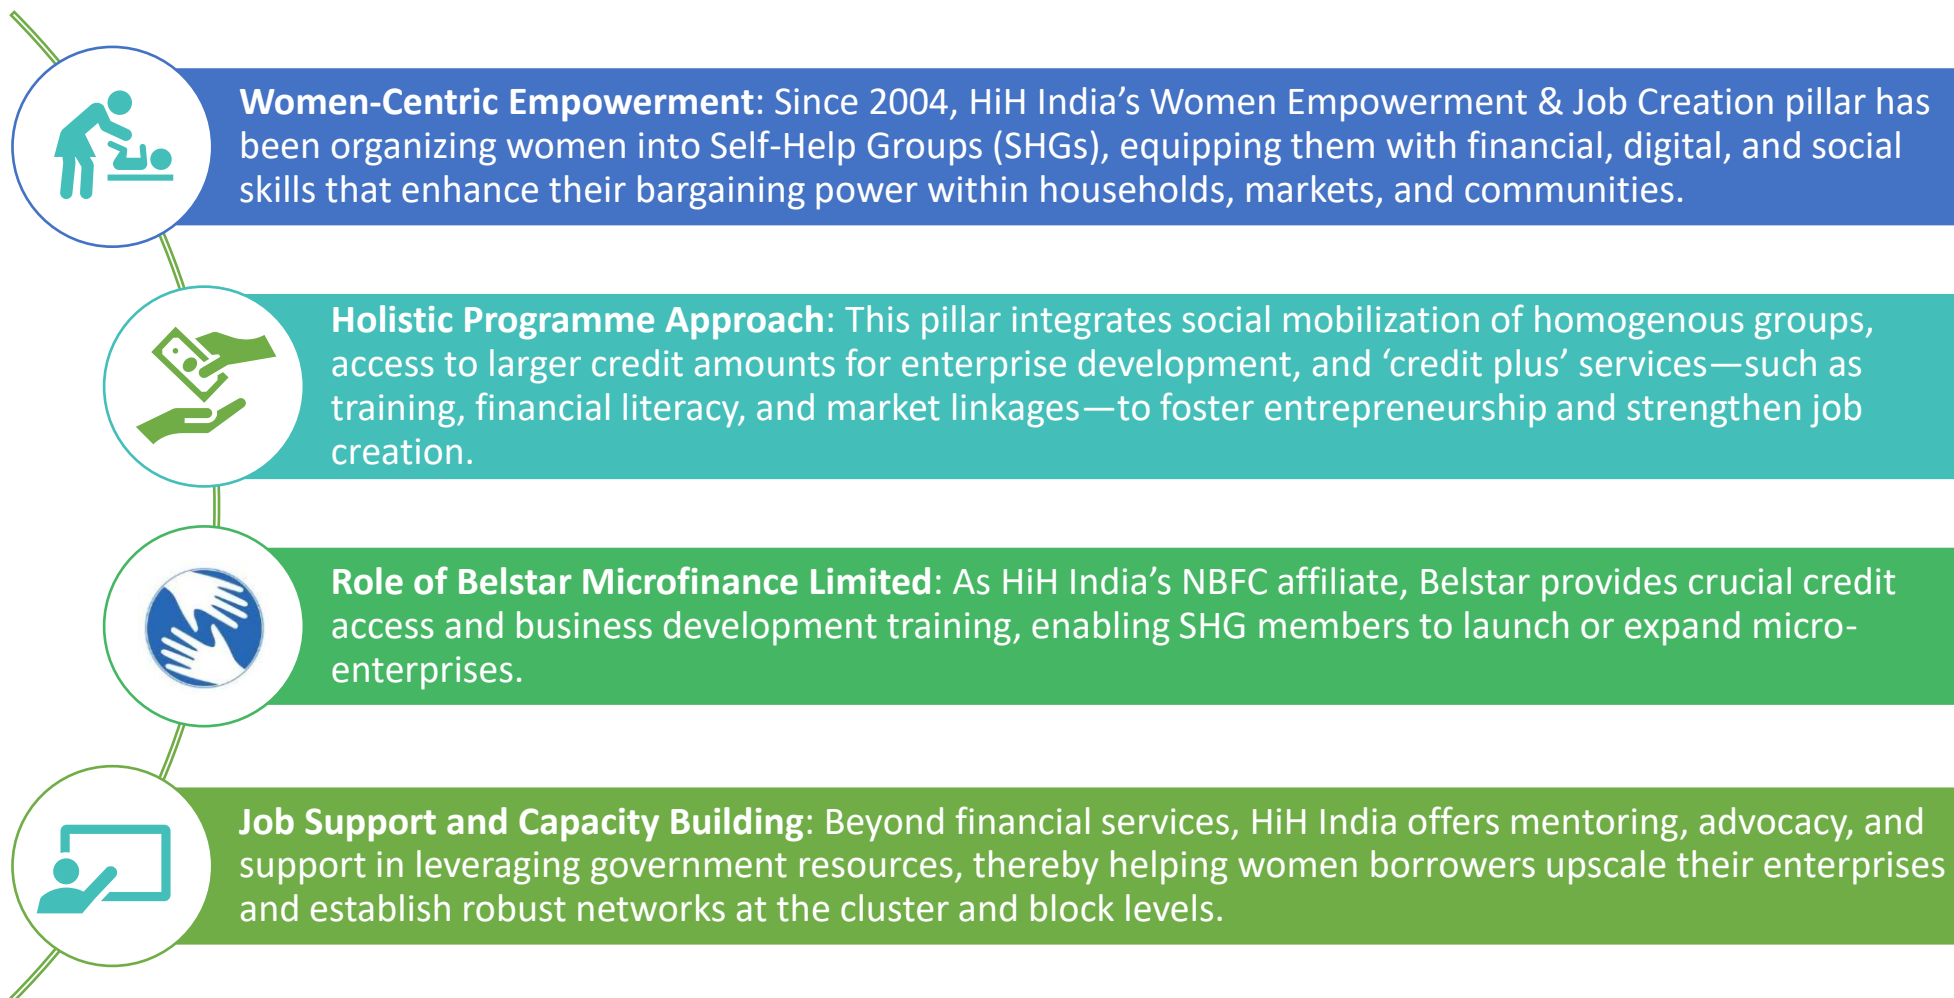 Women-Centric Empowerment: Since 2004, HiH India’s Women Empowerment & Job Creation pillar has
been organizing women into Self-Help Groups (SHGs), equipping them with financial, digital, and social
skills that enhance their bargaining power within households, markets, and communities.
Holistic Programme Approach: This pillar integrates social mobilization of homogenous groups,
access to larger credit amounts for enterprise development, and ‘credit plus’ services—such as
training, financial literacy, and market linkages—to foster entrepreneurship and strengthen job
creation.
Role of Belstar Microfinance Limited: As HiH India’s NBFC affiliate, Belstar provides crucial credit
access and business development training, enabling SHG members to launch or expand micro-
enterprises.
Job Support and Capacity Building: Beyond financial services, HiH India offers mentoring, advocacy, and
support in leveraging government resources, thereby helping women borrowers upscale their enterprises
and establish robust networks at the cluster and block levels.